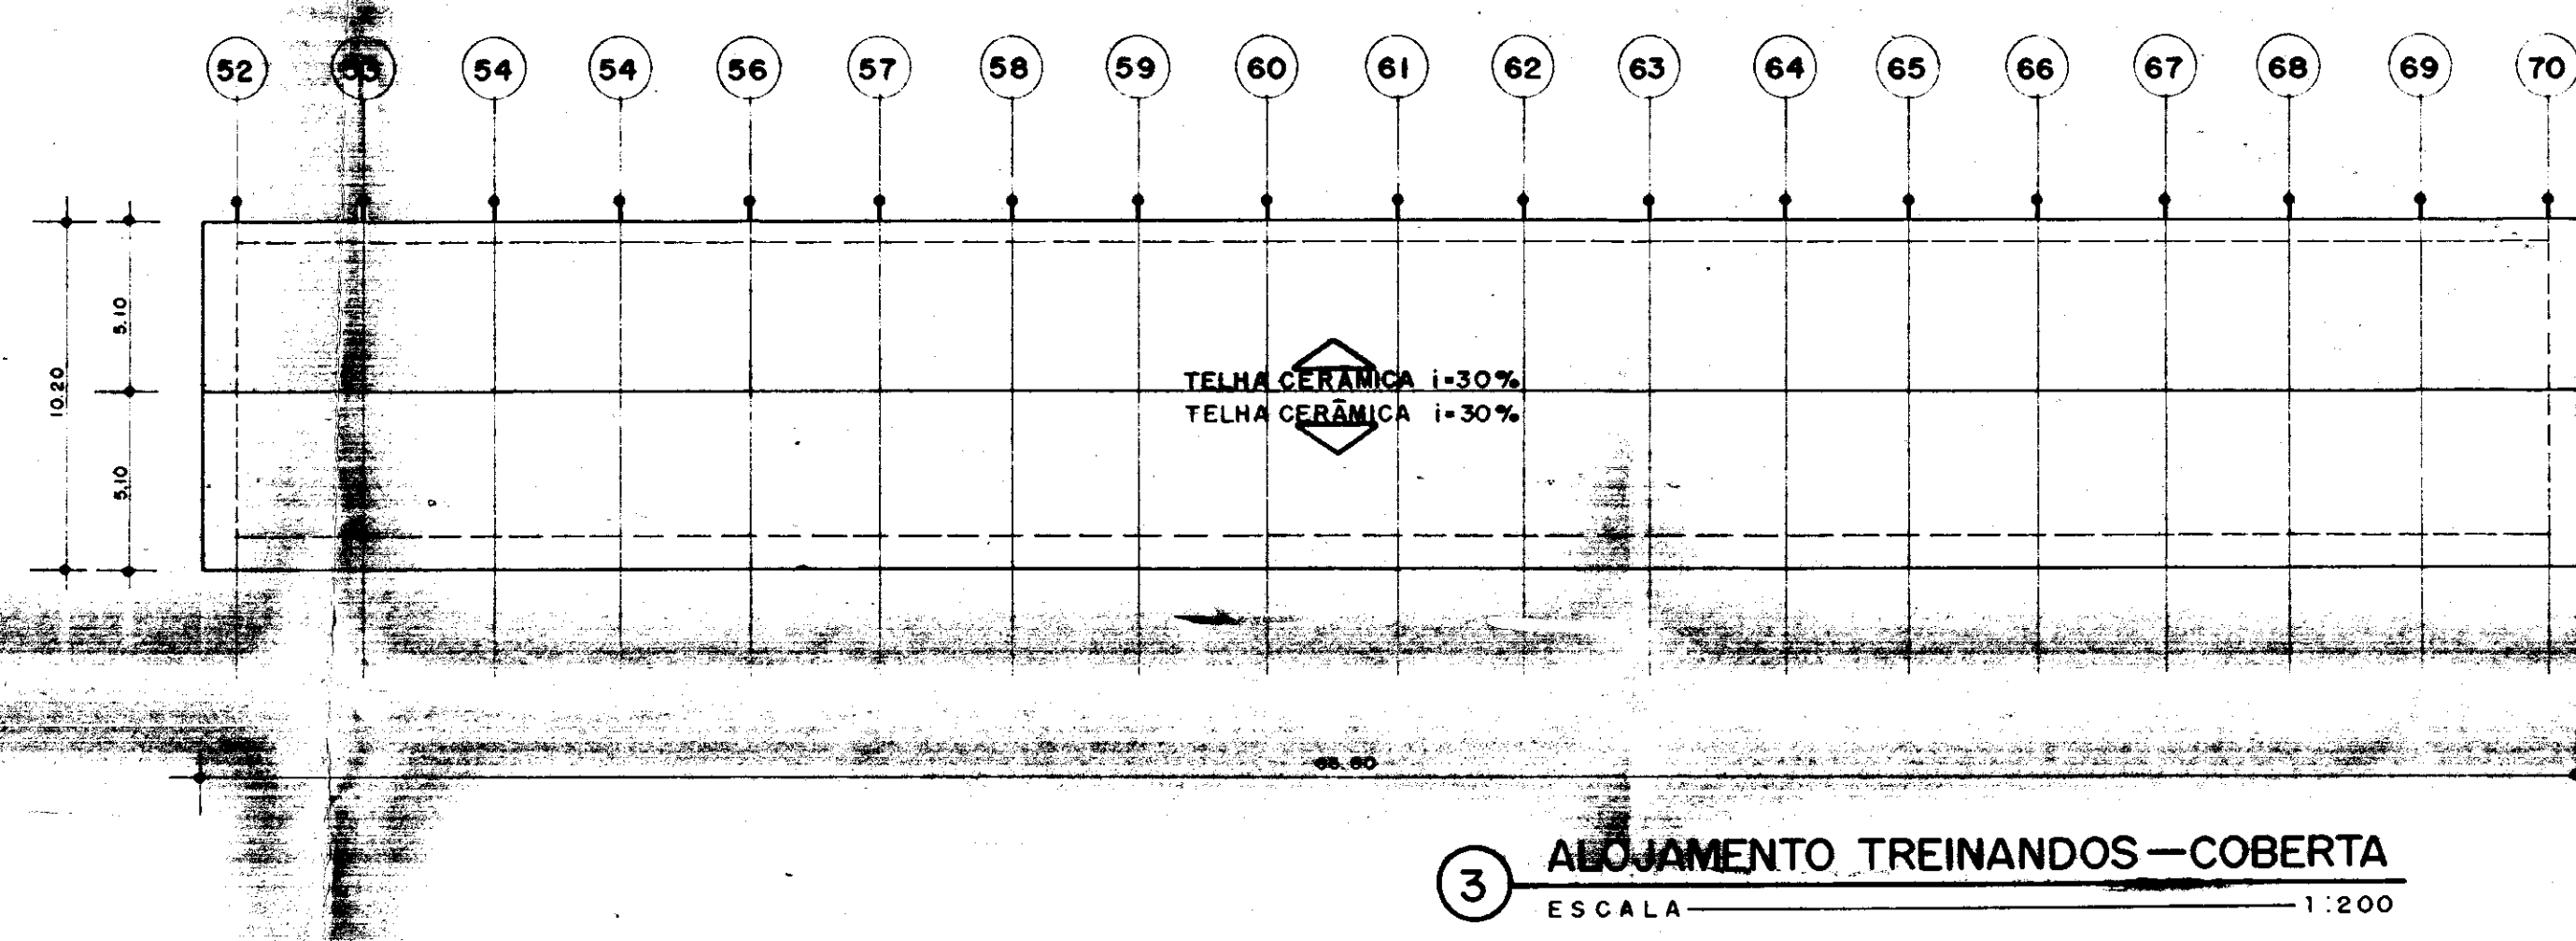 52 53 54 54 56 57 58 59 60 61 62 63 64 65 66 67 68 69 70
5.10
10.20
TELHA CERÂMICA i=30%
TELHA CERÂMICA i=30%
5.10
3 ALOJAMENTO TREINANDOS — COBERTA
ESCALA 1:200